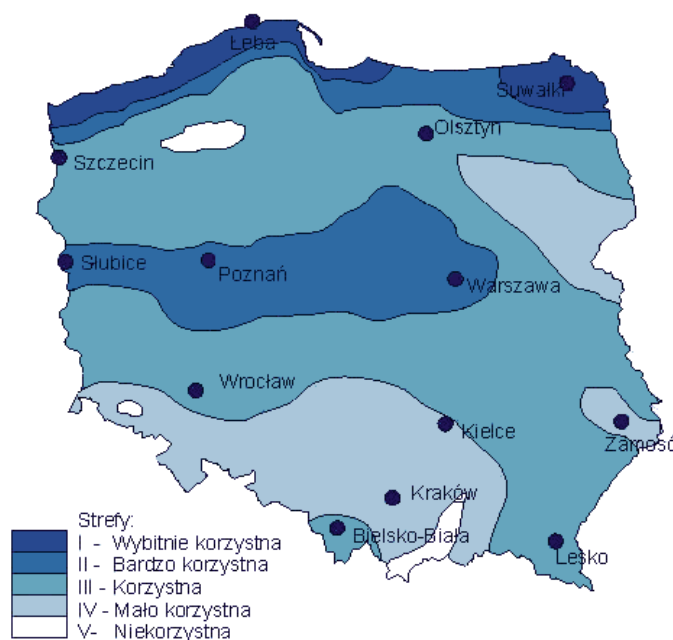 Łeba
Suwałki
Olsztyn
Szczecin
Słubice
Poznań
Warszawa
Wrocław
Kielce
Zamość
Kraków
Bielsko-Biała
Lesko
Strefy:
I - Wybitnie korzystna
II - Bardzo korzystna
III - Korzystna
IV - Mało korzystna
V- Niekorzystna